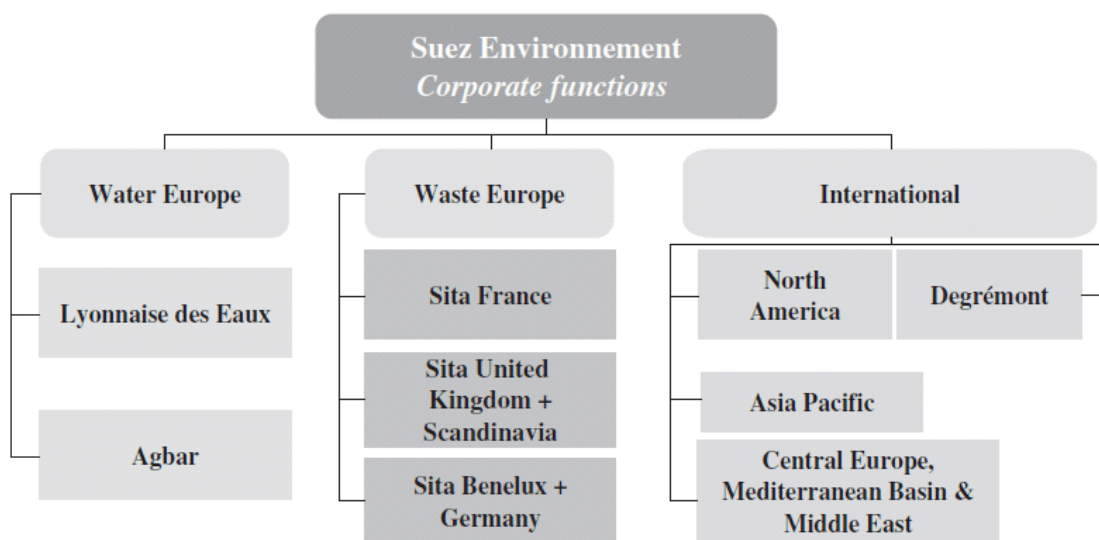 Suez Environnement
Corporate functions
Water Europe
Waste Europe
International
Lyonnaise des Eaux
Agbar
Sita France
Sita United
Kingdom +
Scandinavia
Sita Benelux +
Germany
North
America
Degrémont
Asia Pacific
Central Europe,
Mediterranean Basin &
Middle East